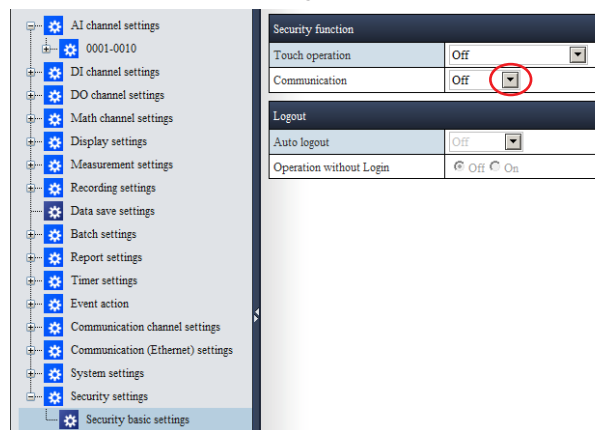 AI channel settings
0001-0010
DI channel settings
DO channel settings
Math channel settings
Display settings
Measurement settings
Recording settings
Data save settings
Batch settings
Report settings
Timer settings
Event action
Communication channel settings
Communication (Ethernet) settings
System settings
Security settings
Security basic settings
Security function
Touch operation Off
Communication Off
Logout
Auto logout Off
Operation without Login Off On